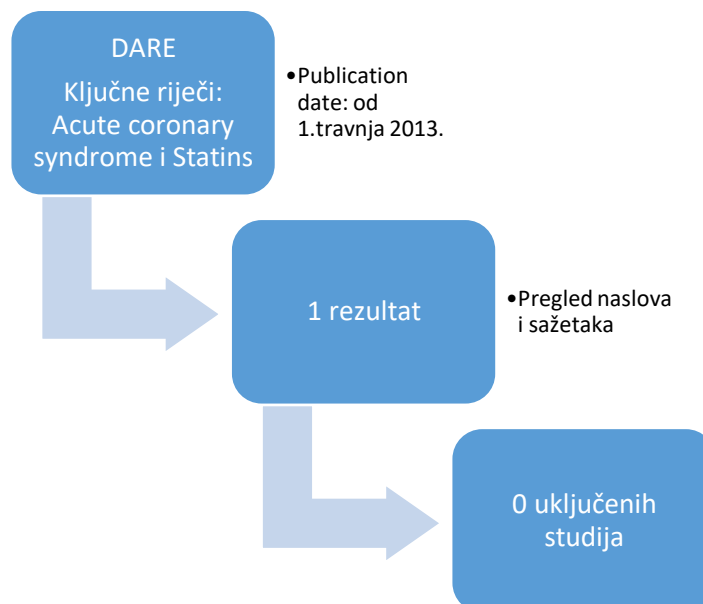 DARE
Ključne riječi:
Acute coronary
syndrome i Statins
•Publication
date: od
1.travnja 2013.
1 rezultat
•Pregled naslova
i sažetaka
0 uključenih
studija